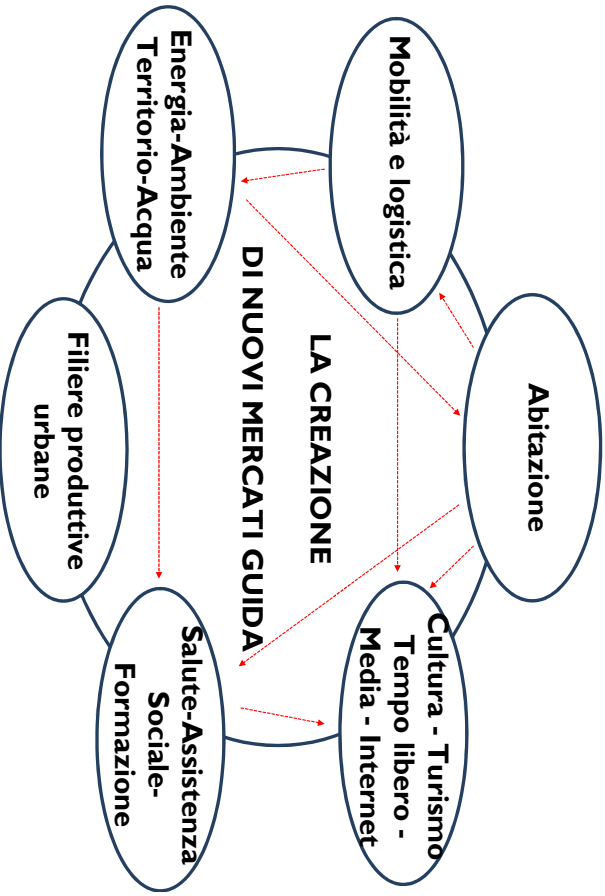 Abitazione
Mobilità e logistica
Cultura - Turismo
Tempo libero -
Media - Internet
LA CREAZIONE
DI NUOVI MERCATI GUIDA
Energia-Ambiente
Territorio-Acqua
Salute-Assistenza
Sociale-
Formazione
Filiere produttive
urbane